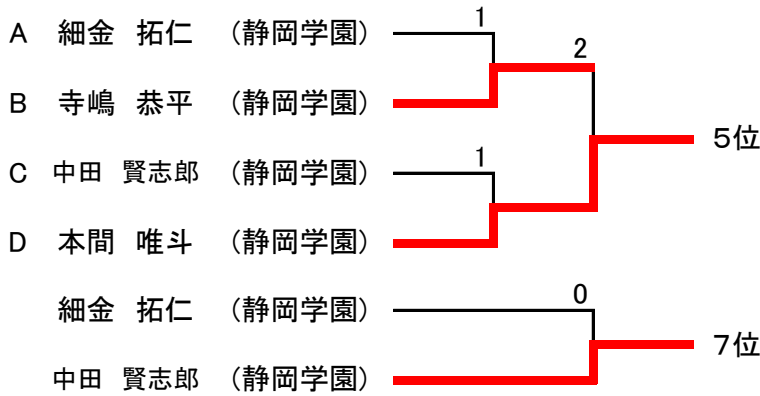 1
A 細金 拓仁 (静岡学園)
2
B 寺嶋 恭平 (静岡学園)
5位
1
C 中田 賢志郎 (静岡学園)
D 本間 唯斗 (静岡学園)
0
細金 拓仁 (静岡学園)
7位
中田 賢志郎 (静岡学園)